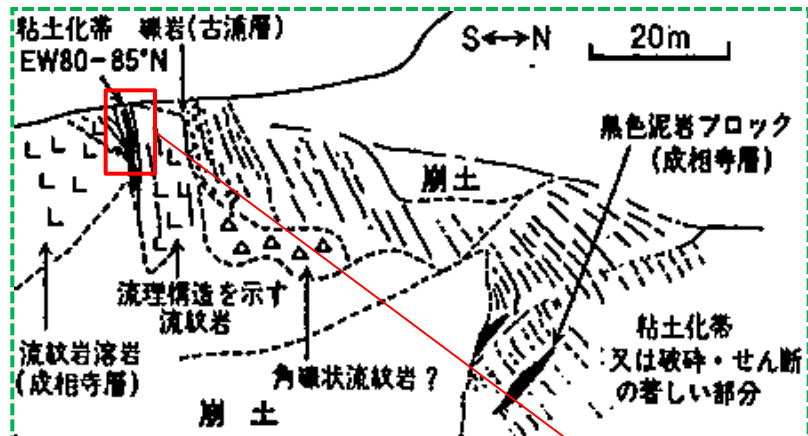 粘土化帯 礫岩(古浦層)
EW80-85°N
S↔N
20m
黒色泥岩ブロック
(成相寺層)
崩土
流理構造を示す
流紋岩
流紋岩溶岩
(成相寺層)
角礫状流紋岩?
崩土
粘土化帯
又は破砕・せん断
の著しい部分